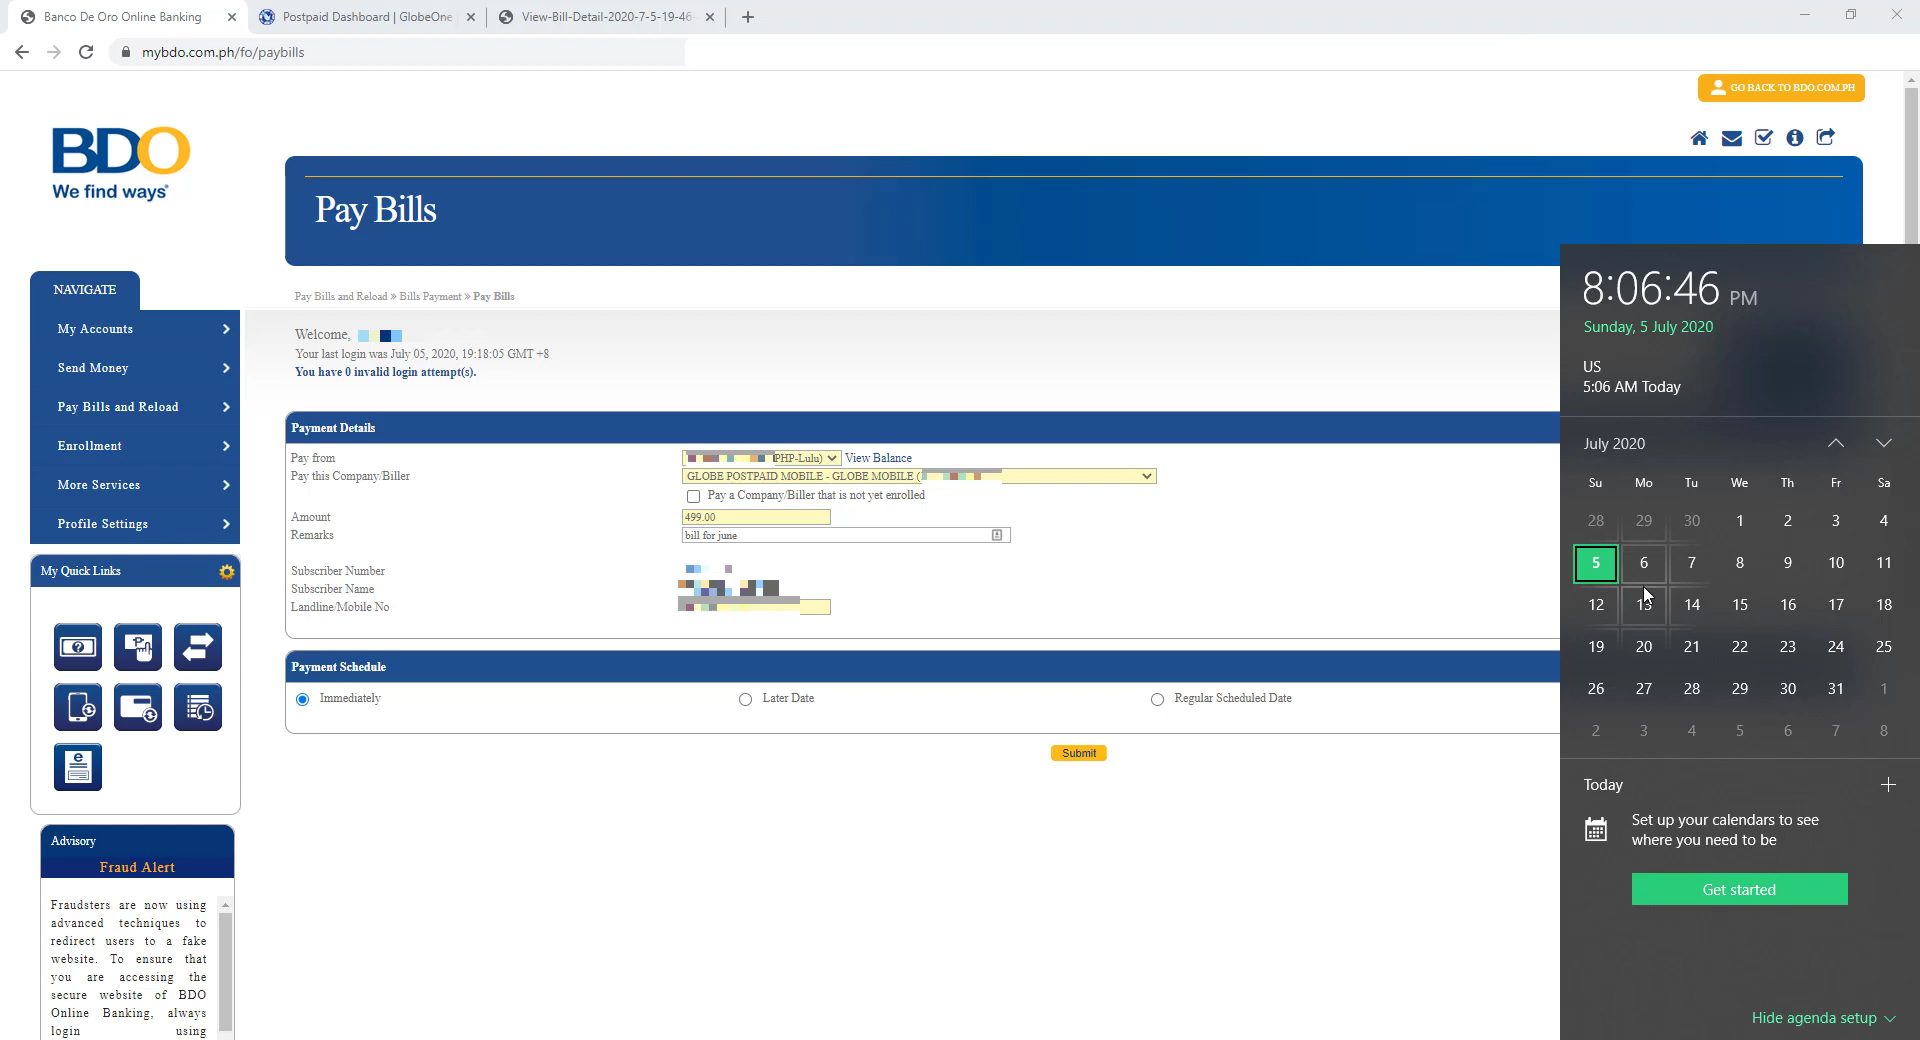 Banco De Oro Online Banking
Postpaid Dashboard | GlobeOne
View-Bill-Detail-2020-7-5-19-46-
mybdo.com.ph/fo/paybills
GO BACK TO BDO.COM.PH
BDO
We find ways
Pay Bills
NAVIGATE
My Accounts
Send Money
Pay Bills and Reload
Enrollment
More Services
Profile Settings
My Quick Links
Advisory
Fraud Alert
Fraudsters are now using
advanced techniques to
redirect users to a fake
website. To ensure that
you are accessing the
secure website of BDO
Online Banking, always
login using
Pay Bills and Reload » Bills Payment » Pay Bills
Welcome,
Your last login was July 05, 2020, 19:18:05 GMT +8
You have 0 invalid login attempt(s).
Payment Details
Pay from PHP-Lulu) View Balance
Pay this Company/Biller GLOBE POSTPAID MOBILE - GLOBE MOBILE (
Pay a Company/Biller that is not yet enrolled
Amount 499.00
Remarks bill for june
Subscriber Number
Subscriber Name
Landline/Mobile No
Payment Schedule
Immediately Later Date Regular Scheduled Date
Submit
8:06:46 PM
Sunday, 5 July 2020
US
5:06 AM Today
July 2020
Su Mo Tu We Th Fr Sa
28 29 30 1 2 3 4
5 6 7 8 9 10 11
12 13 14 15 16 17 18
19 20 21 22 23 24 25
26 27 28 29 30 31 1
2 3 4 5 6 7 8
Today
Set up your calendars to see
where you need to be
Get started
Hide agenda setup